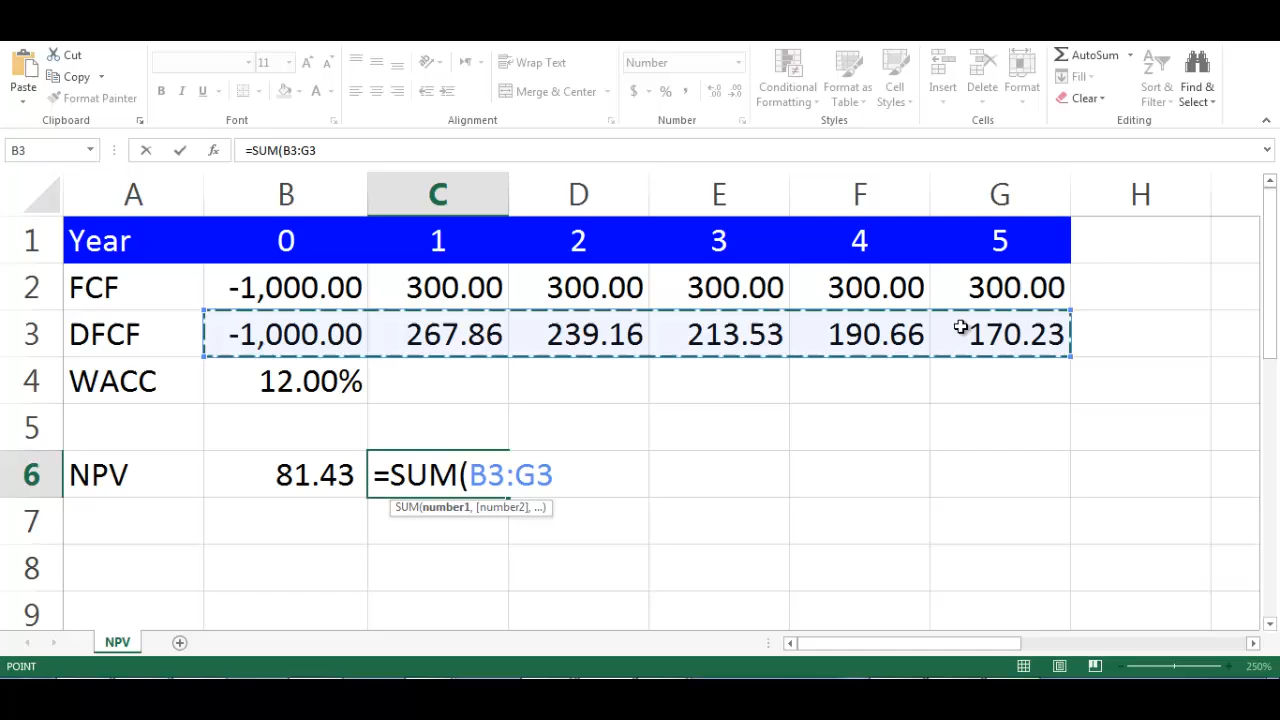 Cut
Copy
Format Painter
Paste
Clipboard
11
B I U
A
Font
Wrap Text
Merge & Center
Alignment
Number
$ % ,
Number
Conditional Formatting
Format as Table
Cell Styles
Styles
Insert
Delete
Format
Cells
AutoSum
Fill
Clear
Sort & Filter
Find & Select
Editing
B3
fx
=SUM(B3:G3
A B C D E F G H
1 Year 0 1 2 3 4 5
2 FCF -1,000.00 300.00 300.00 300.00 300.00 300.00
3 DFCF -1,000.00 267.86 239.16 213.53 190.66 170.23
4 WACC 12.00%
5
6 NPV 81.43 =SUM(B3:G3
SUM(number1, [number2], ...)
7
8
9
NPV
POINT
250%